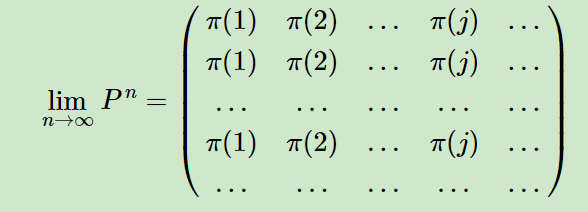 π(1) π(2) … π(j) …
π(1) π(2) … π(j) …
lim n→∞ P^n = … … … … …
π(1) π(2) … π(j) …
… … … … …